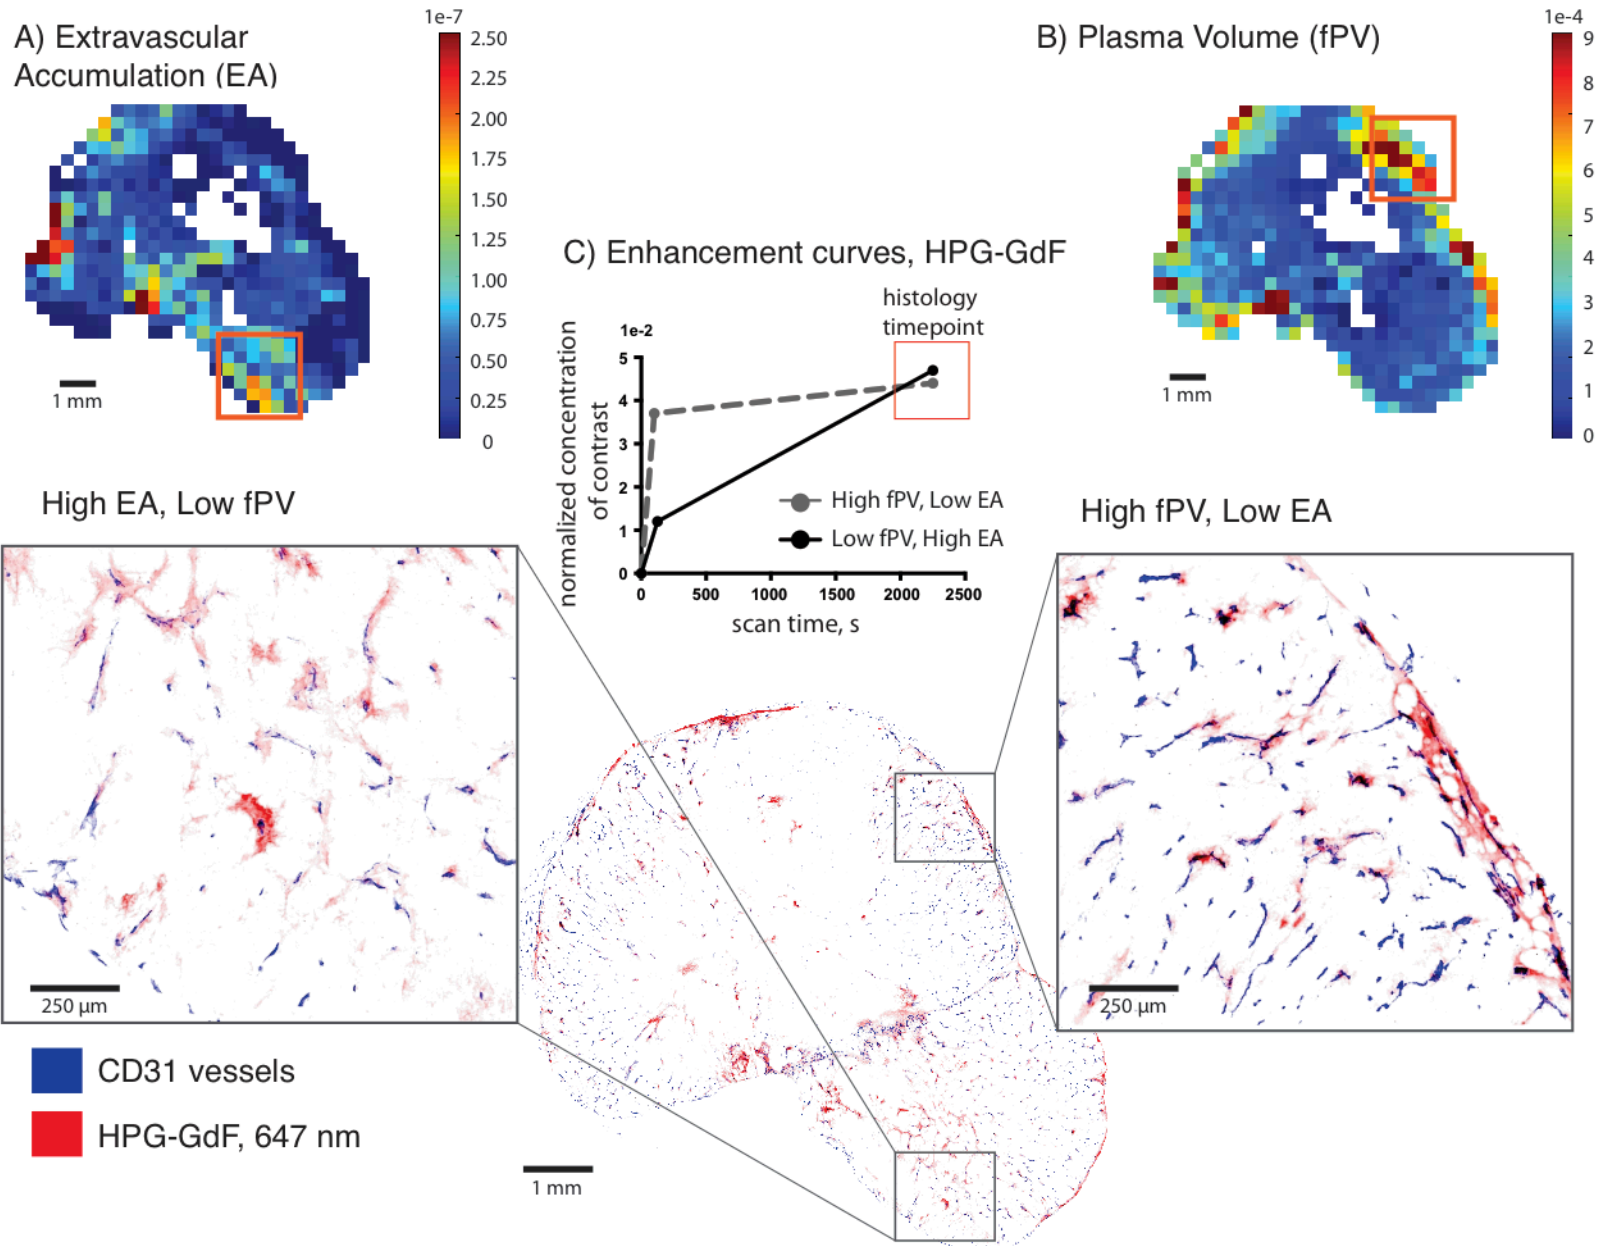 A) Extravascular
Accumulation (EA)
1e-7
2.50
2.25
2.00
1.75
1.50
1.25
1.00
0.75
0.50
0.25
0
1 mm
B) Plasma Volume (fPV)
1e-4
9
8
7
6
5
4
3
2
1
0
1 mm
C) Enhancement curves, HPG-GdF
histology
timepoint
1e-2
normalized concentration
of contrast
5
4
3
2
1
0
0 500 1000 1500 2000 2500
scan time, s
High fPV, Low EA
Low fPV, High EA
High EA, Low fPV
250 µm
High fPV, Low EA
250 µm
CD31 vessels
HPG-GdF, 647 nm
1 mm